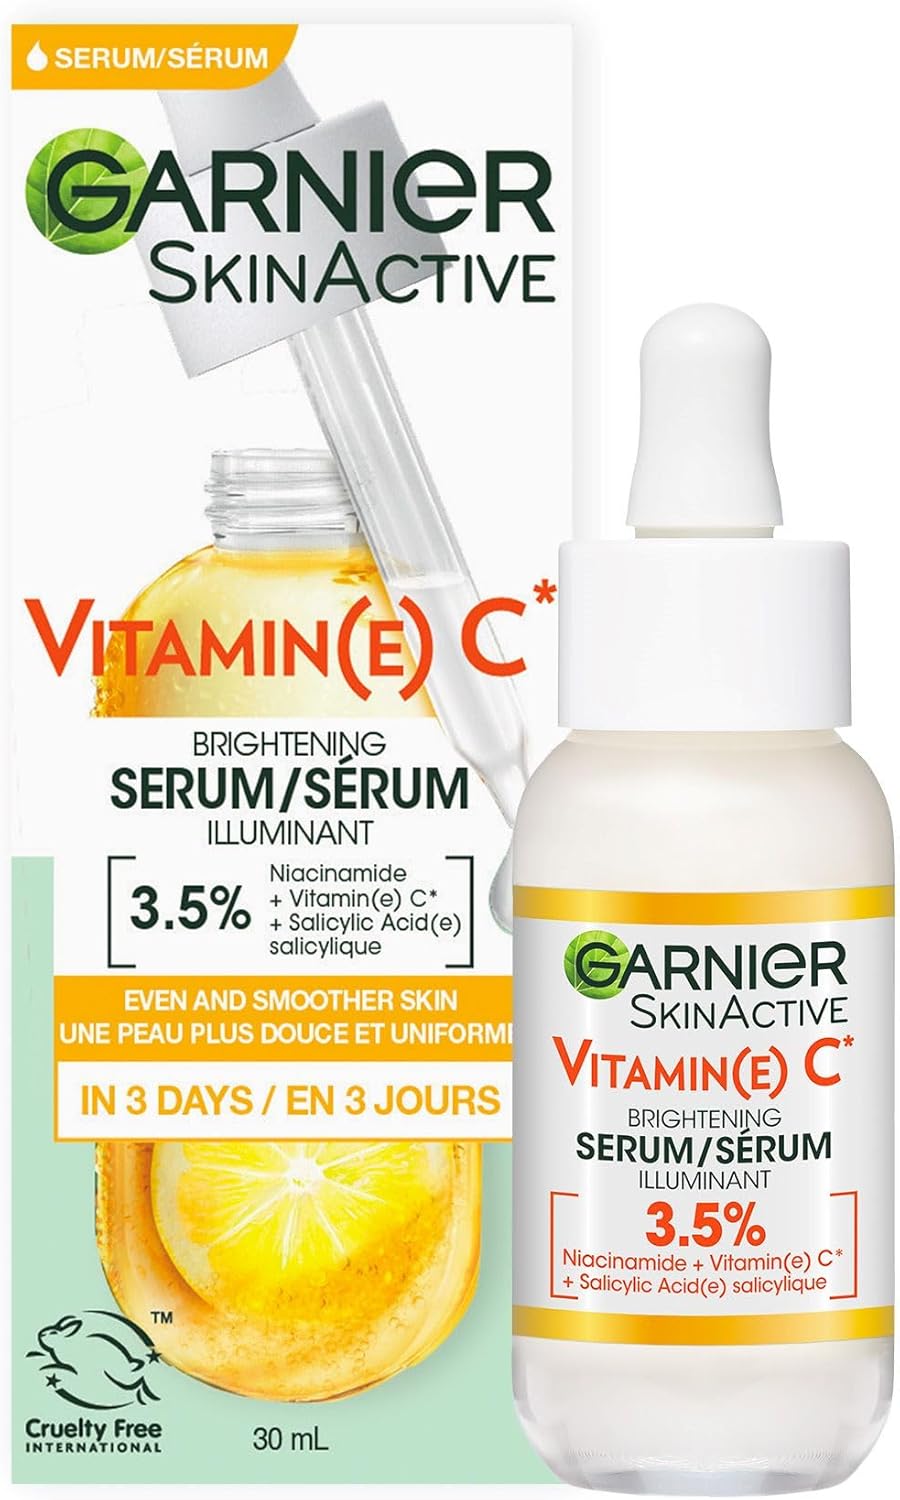 SERUM/SÉRUM
GARNIER
SKINACTIVE
VITAMIN(E) C*
BRIGHTENING
SERUM/SÉRUM
ILLUMINANT
3.5%
Niacinamide
+ Vitamin(e) C*
+ Salicylic Acid(e)
salicylique
EVEN AND SMOOTHER SKIN
UNE PEAU PLUS DOUCE ET UNIFORME
IN 3 DAYS / EN 3 JOURS
TM
Cruelty Free
INTERNATIONAL
30 mL
GARNIER
SKINACTIVE
VITAMIN(E) C*
BRIGHTENING
SERUM/SÉRUM
ILLUMINANT
3.5%
Niacinamide + Vitamin(e) C*
+ Salicylic Acid(e) salicylique